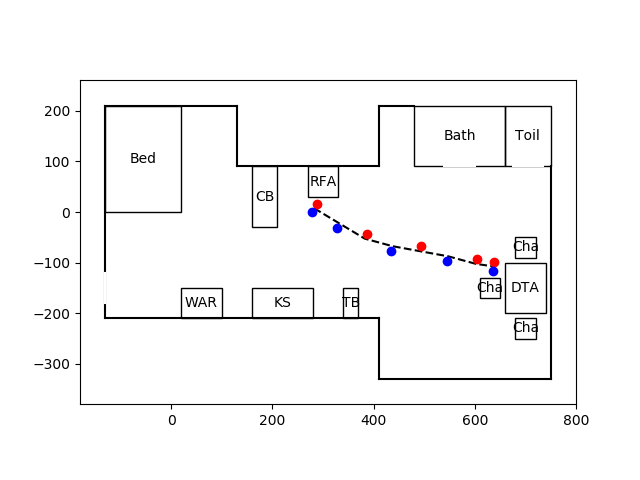 200
100
0
−100
−200
−300
Bed
Bath
Toil
CB
RFA
Cha
WAR
KS
TB
Cha
DTA
Cha
0
200
400
600
800